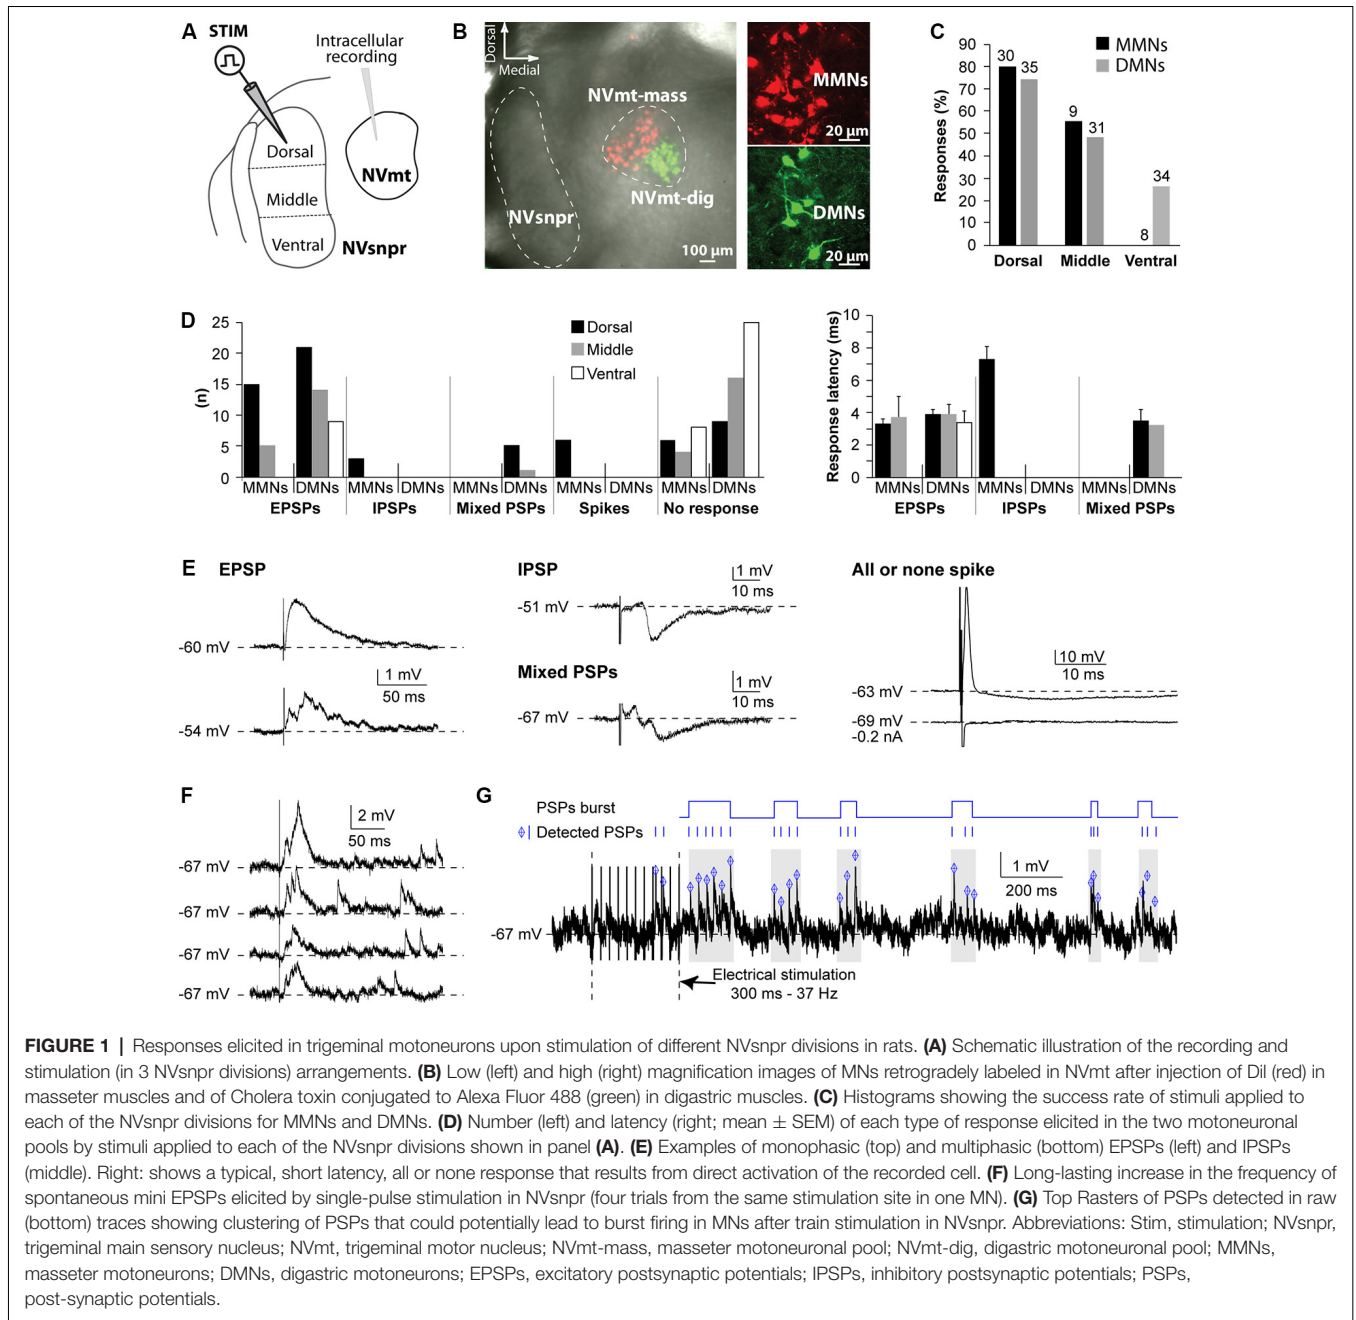 A
STIM
Intracellular
recording
Dorsal
Middle
Ventral
NVmt
NVsnpr
B
Dorsal
Medial
NVmt-mass
NVmt-dig
NVsnpr
100 µm
MMNs
20 µm
DMNs
20 µm
C
Responses (%)
90
80
70
60
50
40
30
20
10
0
30
35
9
31
8
34
MMNs
DMNs
Dorsal Middle Ventral
D
(n)
25
20
15
10
5
0
Dorsal
Middle
Ventral
MMNs DMNs MMNs DMNs MMNs DMNs MMNs DMNs MMNs DMNs
EPSPs IPSPs Mixed PSPs Spikes No response
Response latency (ms)
10
8
6
4
2
0
MMNs DMNs MMNs DMNs MMNs DMNs
EPSPs IPSPs Mixed PSPs
E
EPSP
-60 mV
1 mV
50 ms
-54 mV
IPSP
1 mV
10 ms
-51 mV
Mixed PSPs
1 mV
10 ms
-67 mV
All or none spike
10 mV
10 ms
-63 mV
-69 mV
-0.2 nA
F
2 mV
50 ms
-67 mV
-67 mV
-67 mV
-67 mV
G
PSPs burst
Detected PSPs
1 mV
200 ms
-67 mV
Electrical stimulation
300 ms - 37 Hz
FIGURE 1 | Responses elicited in trigeminal motoneurons upon stimulation of different NVsnpr divisions in rats. (A) Schematic illustration of the recording and
stimulation (in 3 NVsnpr divisions) arrangements. (B) Low (left) and high (right) magnification images of MNs retrogradely labeled in NVmt after injection of DiI (red) in
masseter muscles and of Cholera toxin conjugated to Alexa Fluor 488 (green) in digastric muscles. (C) Histograms showing the success rate of stimuli applied to
each of the NVsnpr divisions for MMNs and DMNs. (D) Number (left) and latency (right; mean ± SEM) of each type of response elicited in the two motoneuronal
pools by stimuli applied to each of the NVsnpr divisions shown in panel (A). (E) Examples of monophasic (top) and multiphasic (bottom) EPSPs (left) and IPSPs
(middle). Right: shows a typical, short latency, all or none response that results from direct activation of the recorded cell. (F) Long-lasting increase in the frequency of
spontaneous mini EPSPs elicited by single-pulse stimulation in NVsnpr (four trials from the same stimulation site in one MN). (G) Top Rasters of PSPs detected in raw
(bottom) traces showing clustering of PSPs that could potentially lead to burst firing in MNs after train stimulation in NVsnpr. Abbreviations: Stim, stimulation; NVsnpr,
trigeminal main sensory nucleus; NVmt, trigeminal motor nucleus; NVmt-mass, masseter motoneuronal pool; NVmt-dig, digastric motoneuronal pool; MMNs,
masseter motoneurons; DMNs, digastric motoneurons; EPSPs, excitatory postsynaptic potentials; IPSPs, inhibitory postsynaptic potentials; PSPs,
post-synaptic potentials.